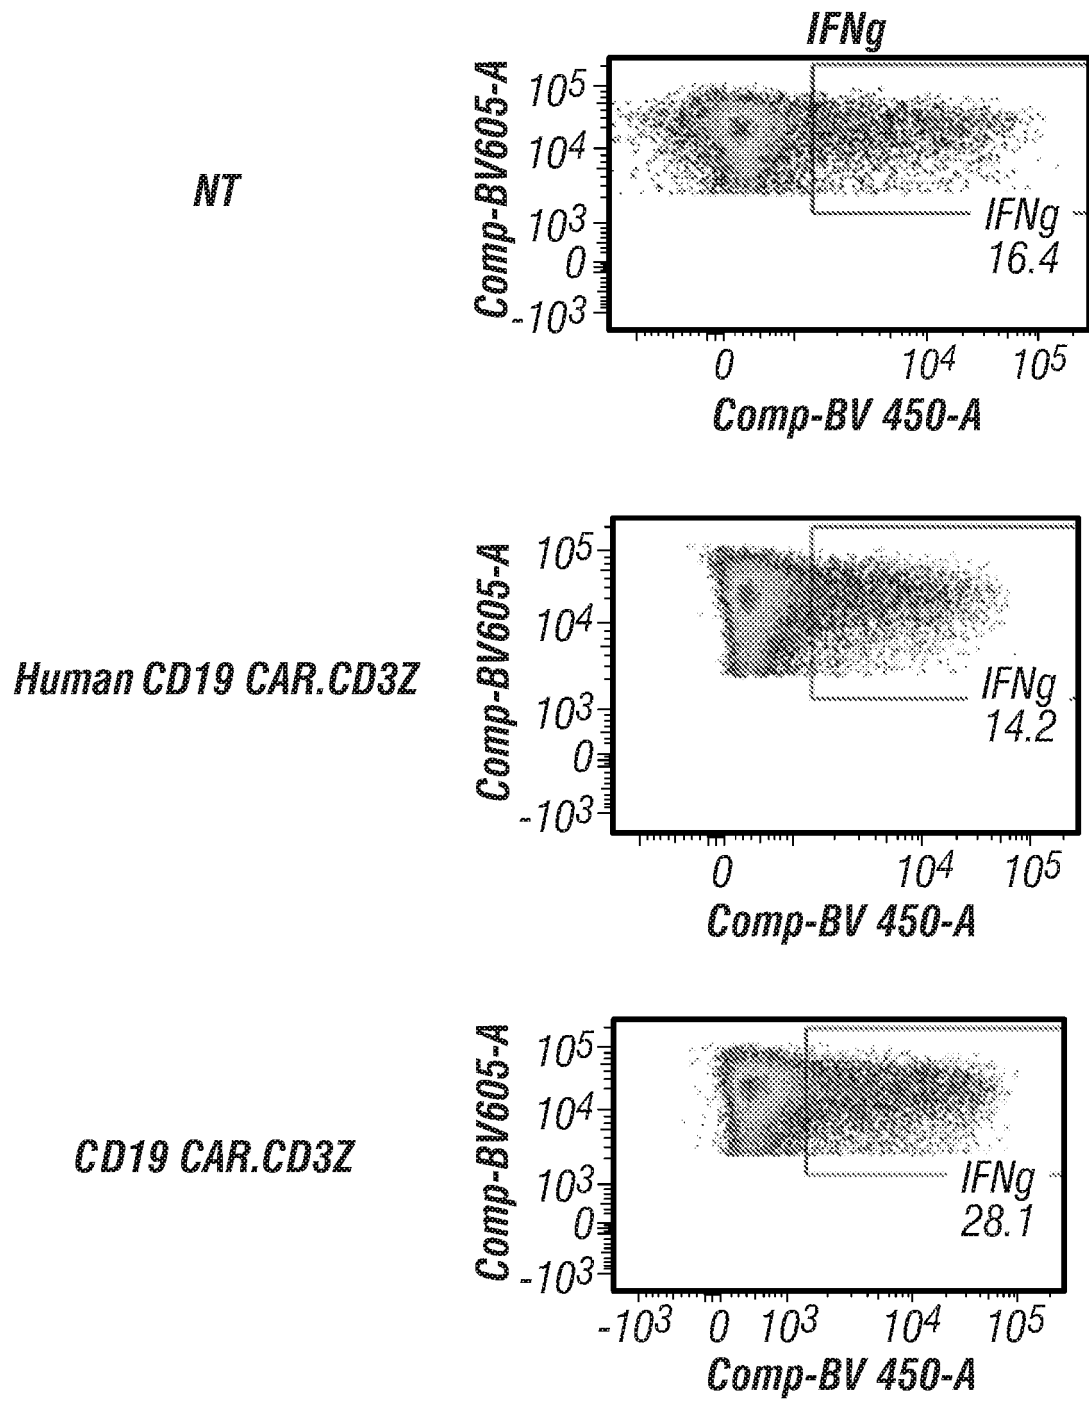 IFNg
NT
Comp-BV605-A
10⁵
10⁴
10³
0
-10³
IFNg
16.4
0 10⁴ 10⁵
Comp-BV 450-A
Human CD19 CAR.CD3Z
Comp-BV605-A
10⁵
10⁴
10³
0
-10³
IFNg
14.2
0 10⁴ 10⁵
Comp-BV 450-A
CD19 CAR.CD3Z
Comp-BV605-A
10⁵
10⁴
10³
0
-10³
IFNg
28.1
-10³ 0 10³ 10⁴ 10⁵
Comp-BV 450-A